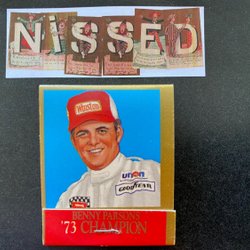 NISSED
Winston
union
GOODYEAR
BENNY PARSONS
'73 CHAMPION